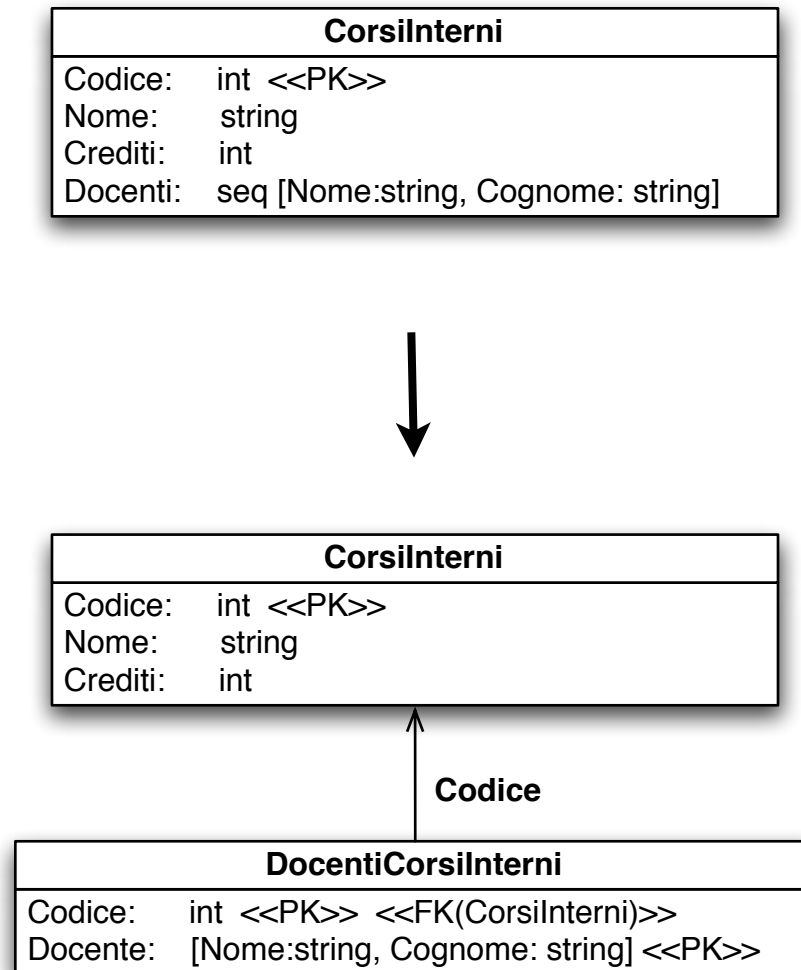 CorsiInterni
Codice: int <<PK>>
Nome: string
Crediti: int
Docenti: seq [Nome:string, Cognome: string]
CorsiInterni
Codice: int <<PK>>
Nome: string
Crediti: int
Codice
DocentiCorsiInterni
Codice: int <<PK>> <<FK(CorsiInterni)>>
Docente: [Nome:string, Cognome: string] <<PK>>